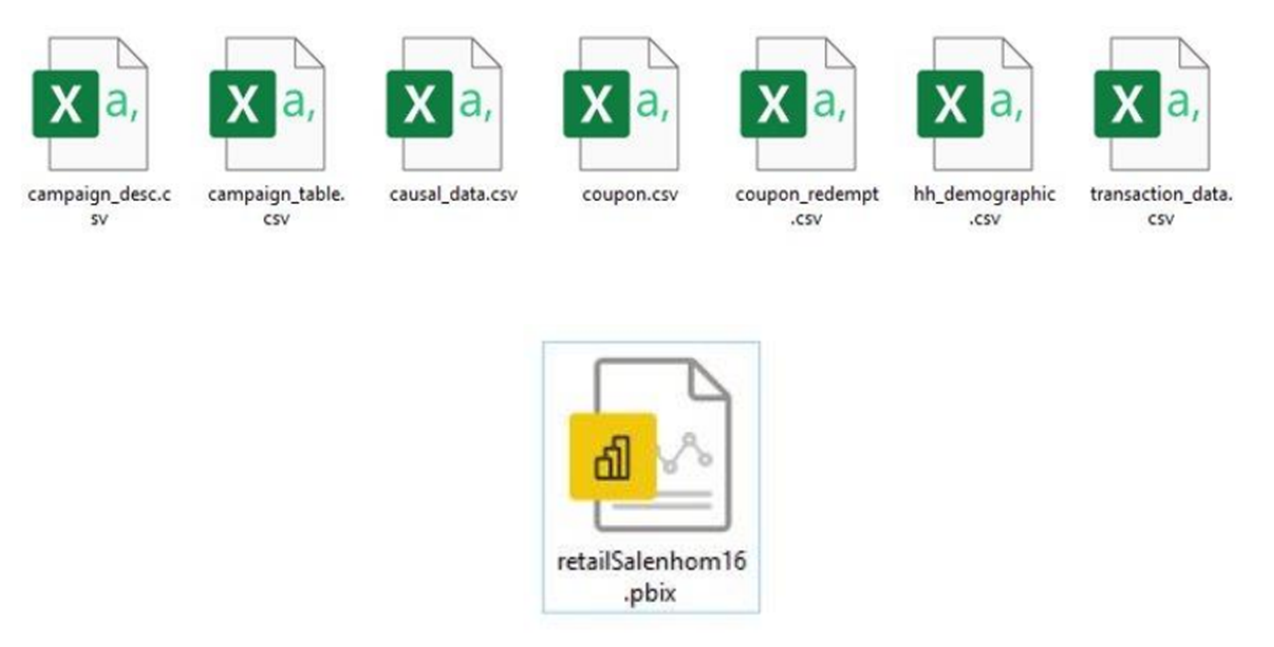 X a, X a, X a, X a, X a, X a, X a,
campaign_desc.c campaign_table. causal_data.csv coupon.csv coupon_redempt hh_demographic transaction_data.
sv csv .csv .csv csv
retailSalenhom16
.pbix